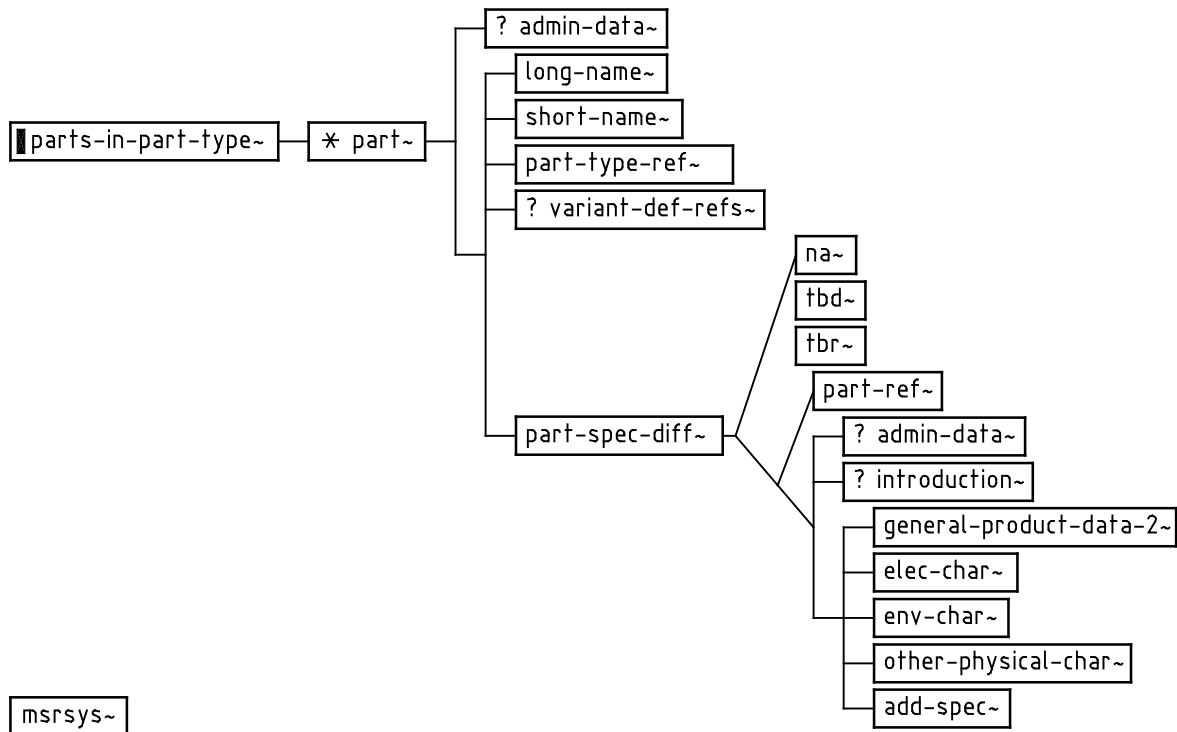 ? admin-data~
long-name~
short-name~
parts-in-part-type~
* part~
part-type-ref~
? variant-def-refs~
na~
tbd~
tbr~
part-ref~
part-spec-diff~
? admin-data~
? introduction~
general-product-data-2~
elec-char~
env-char~
other-physical-char~
add-spec~
msrsys~